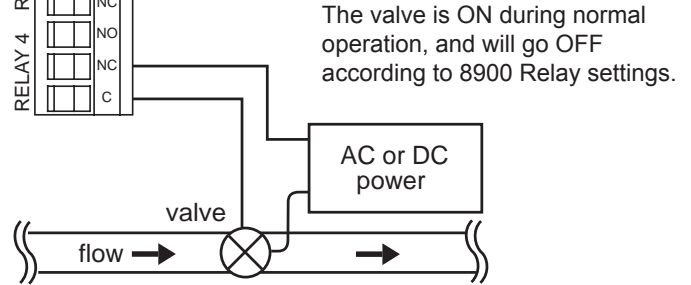 NC
The valve is ON during normal
operation, and will go OFF
according to 8900 Relay settings.
RELAY 4
NO
NC
C
AC or DC
power
valve
flow